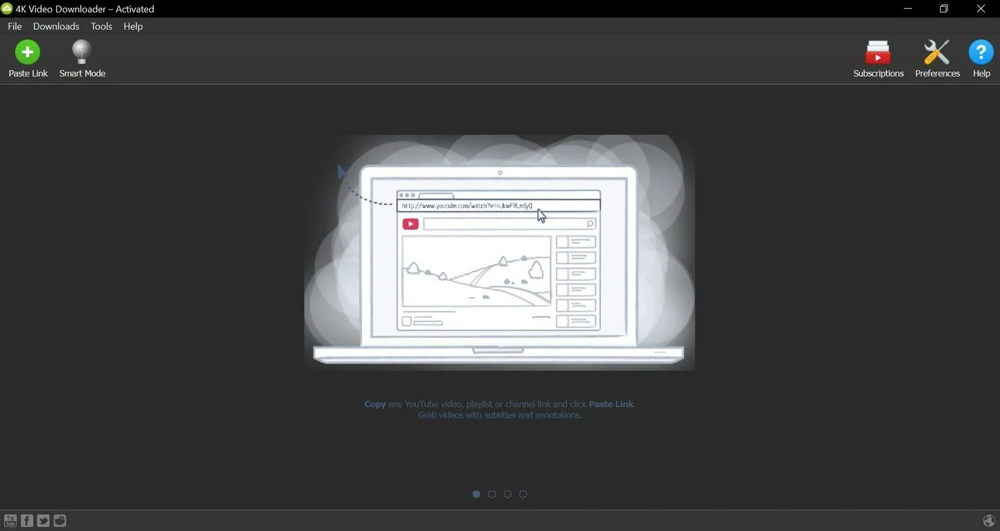 4K Video Downloader – Activated
File Downloads Tools Help
Paste Link Smart Mode Subscriptions Preferences Help
http://www.youtube.com/watch?v=nJkwF9LedyQ
Copy any YouTube video, playlist or channel link and click Paste Link.
Grab videos with subtitles and annotations.
You Tube